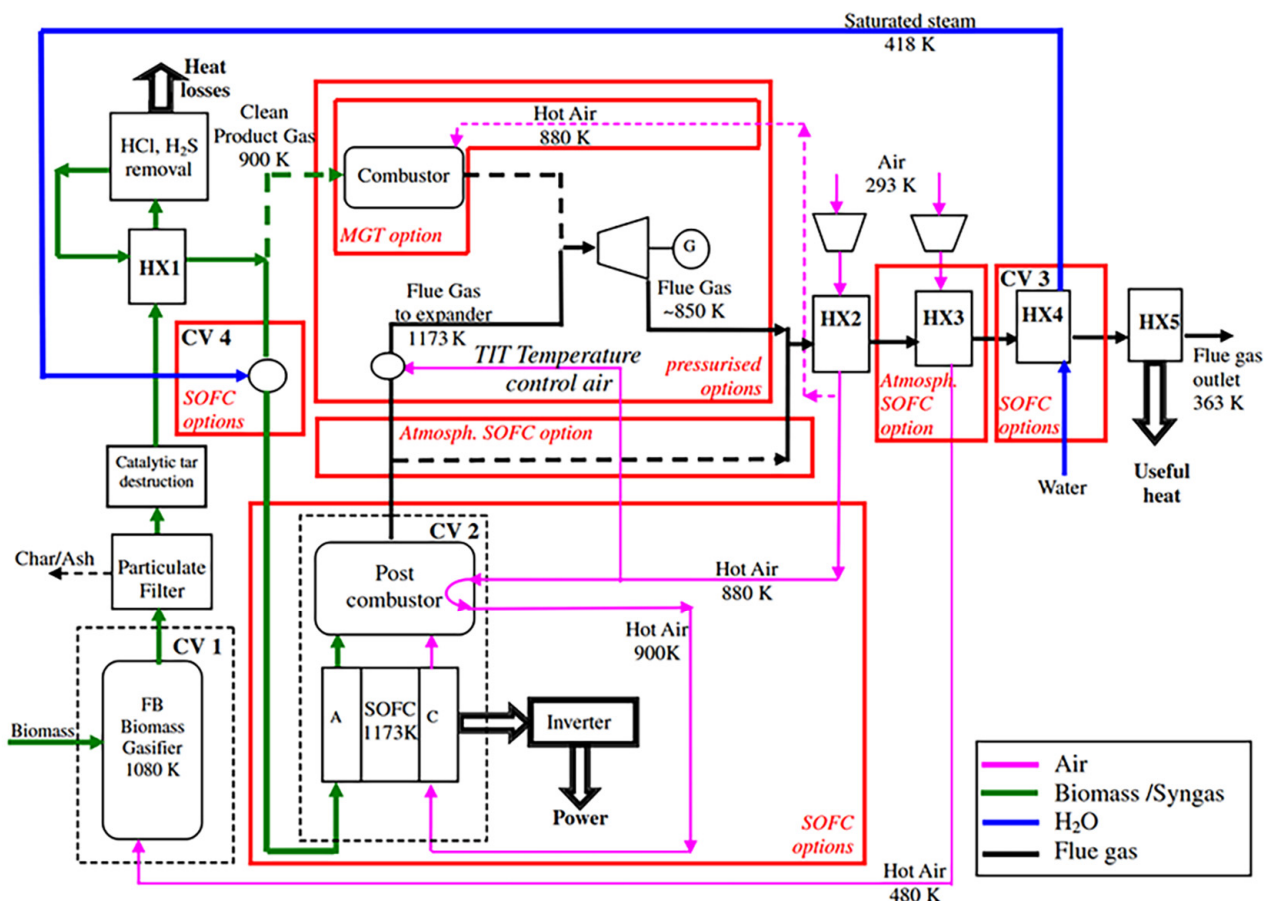 Saturated steam
418 K
Heat
losses
Clean
Product Gas
900 K
HCl, H₂S
removal
Hot Air
880 K
Combustor
MGT option
G
Air
293 K
HX1
Flue Gas
to expander
1173 K
Flue Gas
~850 K
HX2
HX3
CV 3
HX4
HX5
CV 4
SOFC
options
TIT Temperature
control air
pressurised
options
Atmosph.
SOFC
option
SOFC
options
Flue gas
outlet
363 K
Atmosph. SOFC option
Catalytic tar
destruction
Water
Useful
heat
CV 2
Char/Ash
Particulate
Filter
Post
combustor
Hot Air
880 K
Hot Air
900K
CV 1
FB
Biomass
Gasifier
1080 K
Biomass
A
SOFC
1173K
C
Inverter
Power
SOFC
options
Air
Biomass /Syngas
H₂O
Flue gas
Hot Air
480 K